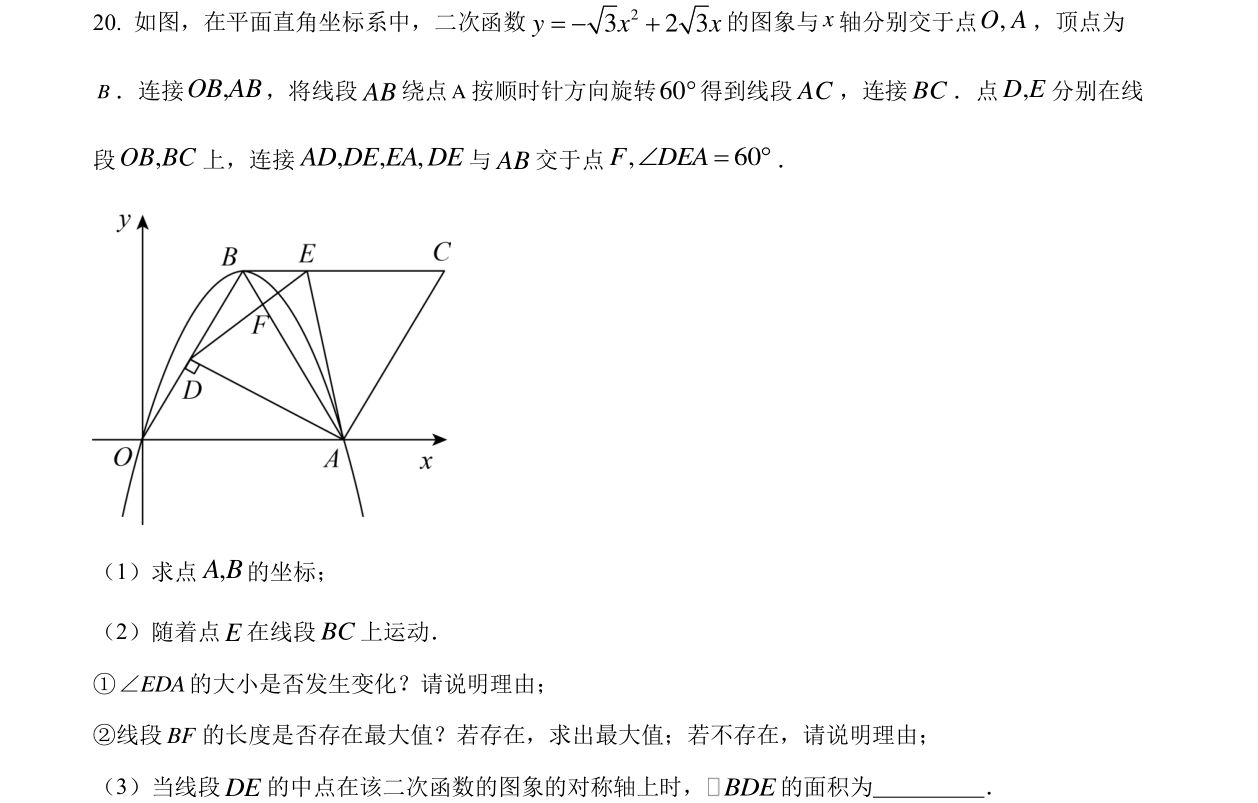 20. 如图，在平面直角坐标系中，二次函数 y=−√3x²+2√3x 的图象与 x 轴分别交于点 O, A，顶点为
B．连接 OB,AB，将线段 AB 绕点 A 按顺时针方向旋转 60° 得到线段 AC，连接 BC．点 D,E 分别在线
段 OB,BC 上，连接 AD,DE,EA, DE 与 AB 交于点 F,∠DEA=60°．
y
B E C
F
D
O A x
（1）求点 A,B 的坐标；
（2）随着点 E 在线段 BC 上运动．
①∠EDA 的大小是否发生变化？请说明理由；
②线段 BF 的长度是否存在最大值？若存在，求出最大值；若不存在，请说明理由；
（3）当线段 DE 的中点在该二次函数的图象的对称轴上时，□BDE 的面积为__________．